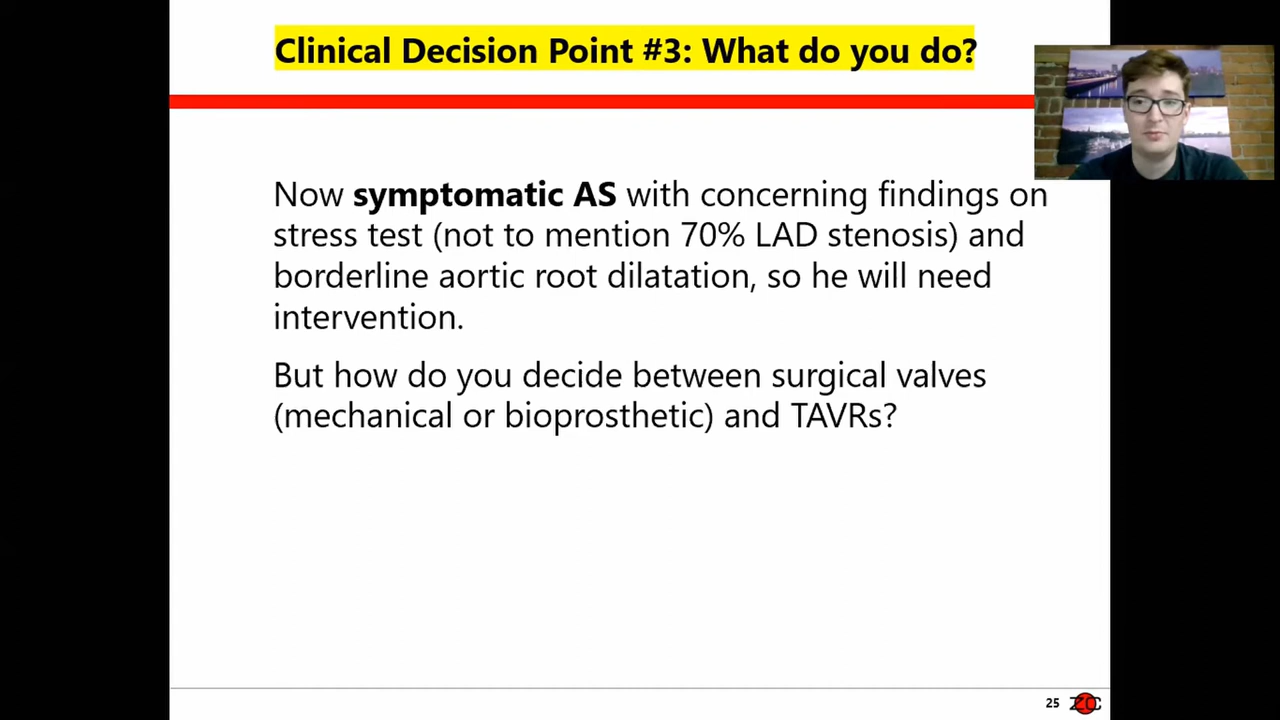 Clinical Decision Point #3: What do you do?
Now symptomatic AS with concerning findings on
stress test (not to mention 70% LAD stenosis) and
borderline aortic root dilatation, so he will need
intervention.
But how do you decide between surgical valves
(mechanical or bioprosthetic) and TAVRs?
25
ZC